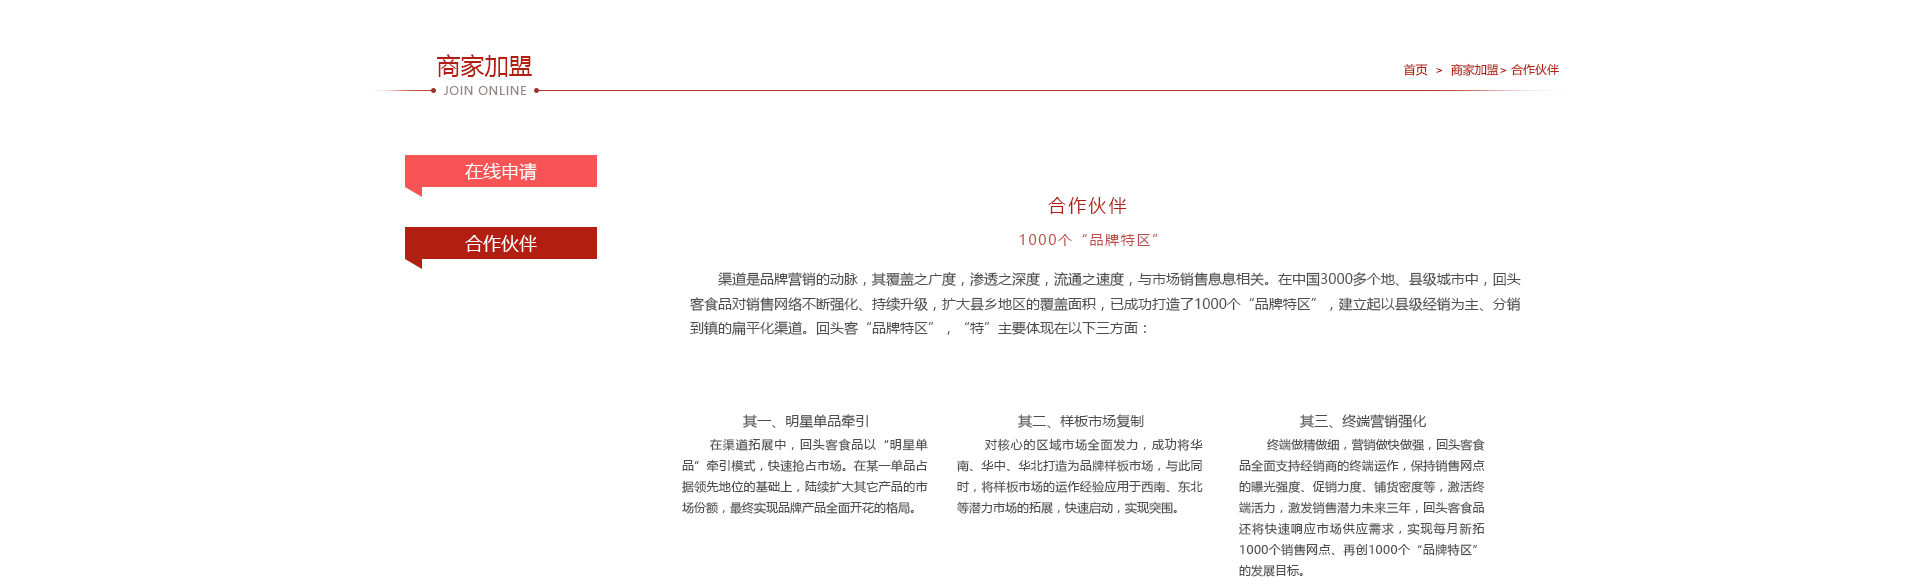 商家加盟
JOIN ONLINE
首页 > 商家加盟> 合作伙伴
在线申请
合作伙伴
合作伙伴
1000个“品牌特区”
渠道是品牌营销的动脉，其覆盖之广度，渗透之深度，流通之速度，与市场销售息息相关。在中国3000多个地、县级城市中，回头
客食品对销售网络不断强化、持续升级，扩大县乡地区的覆盖面积，已成功打造了1000个“品牌特区”，建立起以县级经销为主、分销
到镇的扁平化渠道。回头客“品牌特区”，“特”主要体现在以下三方面：
其一、明星单品牵引
在渠道拓展中，回头客食品以“明星单
品”牵引模式，快速抢占市场。在某一单品占
据领先地位的基础上，陆续扩大其它产品的市
场份额，最终实现品牌产品全面开花的格局。
其二、样板市场复制
对核心的区域市场全面发力，成功将华
南、华中、华北打造为品牌样板市场，与此同
时，将样板市场的运作经验应用于西南、东北
等潜力市场的拓展，快速启动，实现突围。
其三、终端营销强化
终端做精做细，营销做快做强，回头客食
品全面支持经销商的终端运作，保持销售网点
的曝光强度、促销力度、铺货密度等，激活终
端活力，激发销售潜力未来三年，回头客食品
还将快速响应市场供应需求，实现每月新拓
1000个销售网点、再创1000个“品牌特区”
的发展目标。